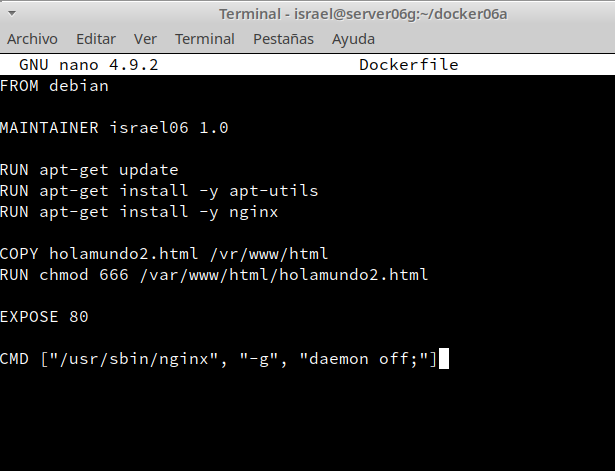 Terminal - israel@server06g:~/docker06a
Archivo Editar Ver Terminal Pestañas Ayuda
GNU nano 4.9.2 Dockerfile
FROM debian
MAINTAINER israel06 1.0
RUN apt-get update
RUN apt-get install -y apt-utils
RUN apt-get install -y nginx
COPY holamundo2.html /vr/www/html
RUN chmod 666 /var/www/html/holamundo2.html
EXPOSE 80
CMD ["/usr/sbin/nginx", "-g", "daemon off;"]